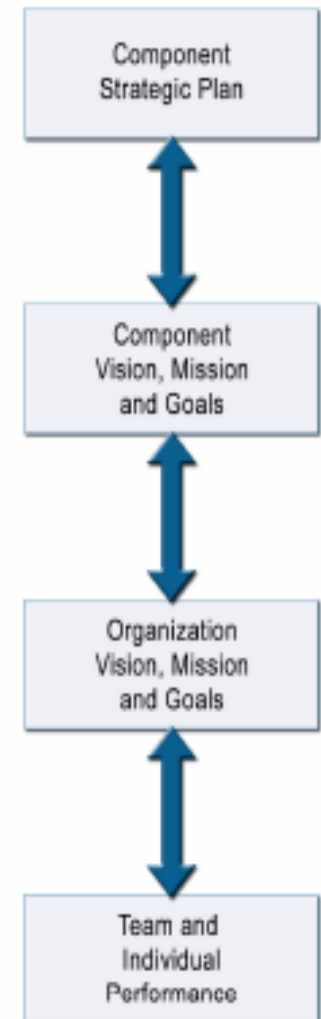 Component
Strategic Plan
Component
Vision, Mission
and Goals
Organization
Vision, Mission
and Goals
Team and
Individual
Performance